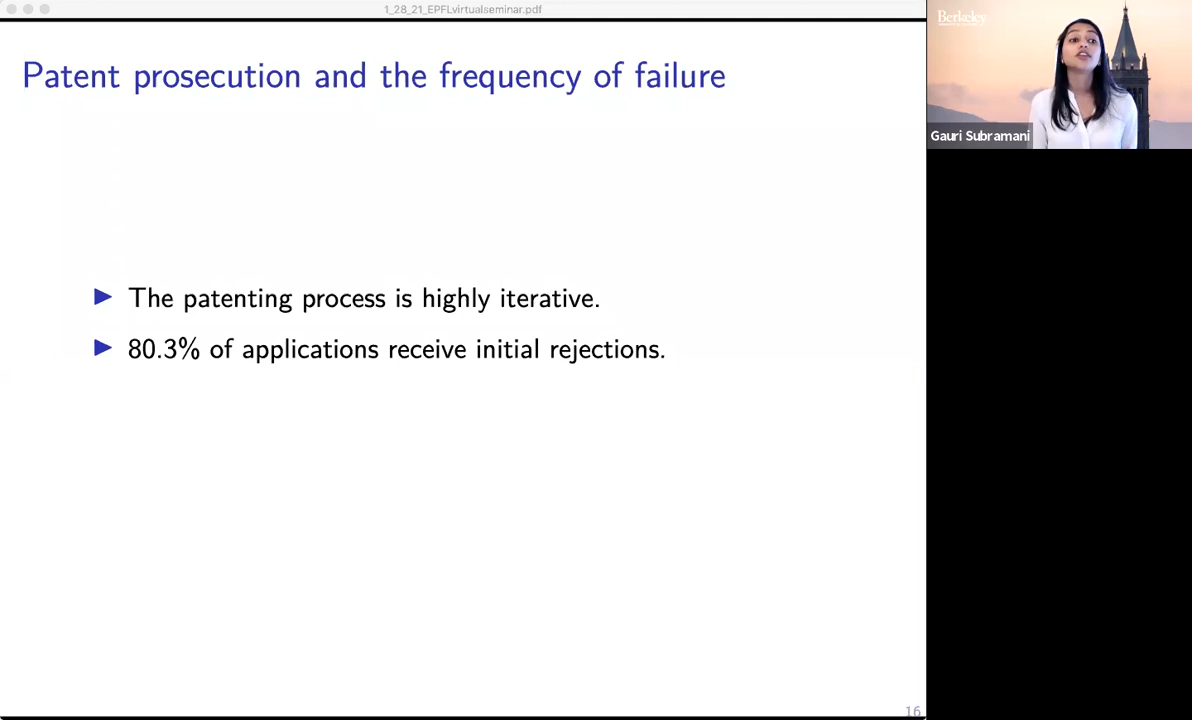 1_28_21_EPFLvirtualseminar.pdf
Patent prosecution and the frequency of failure
▶ The patenting process is highly iterative.
▶ 80.3% of applications receive initial rejections.
16
Berkeley
Gauri Subramani